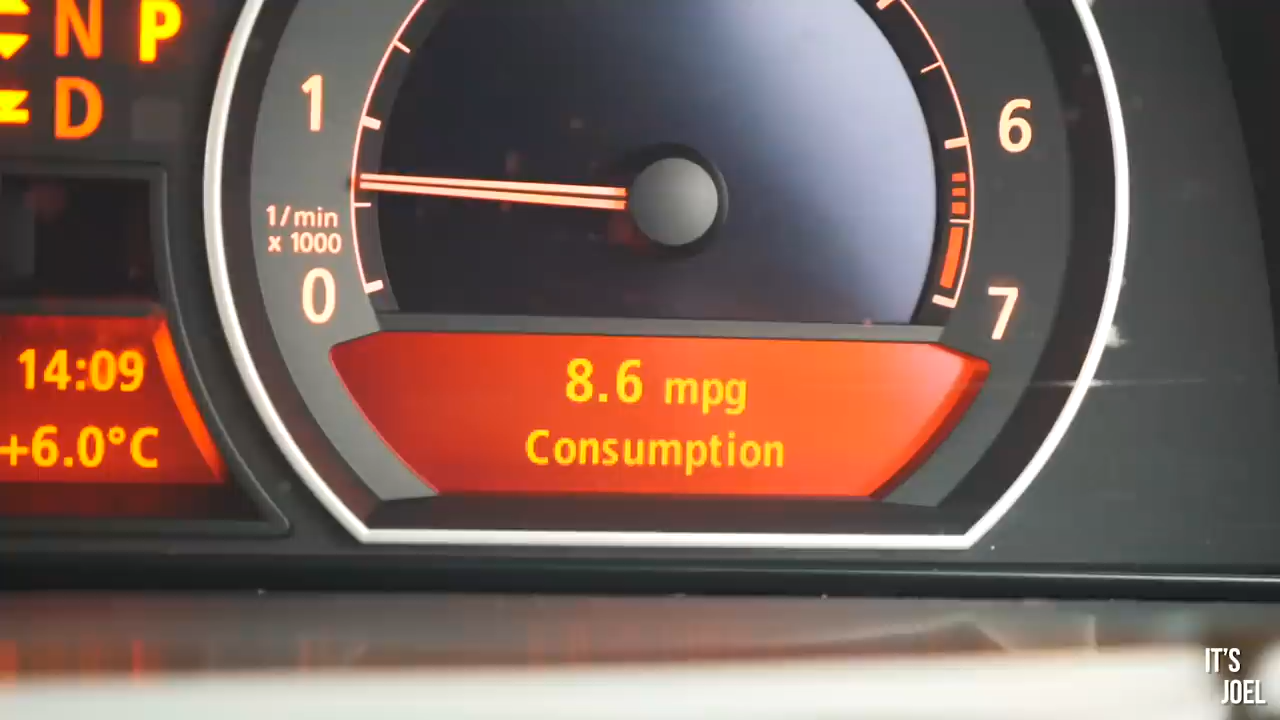 N P
D
1
6
1/min
x 1000
0
7
14:09
+6.0°C
8.6 mpg
Consumption
IT'S
JOEL